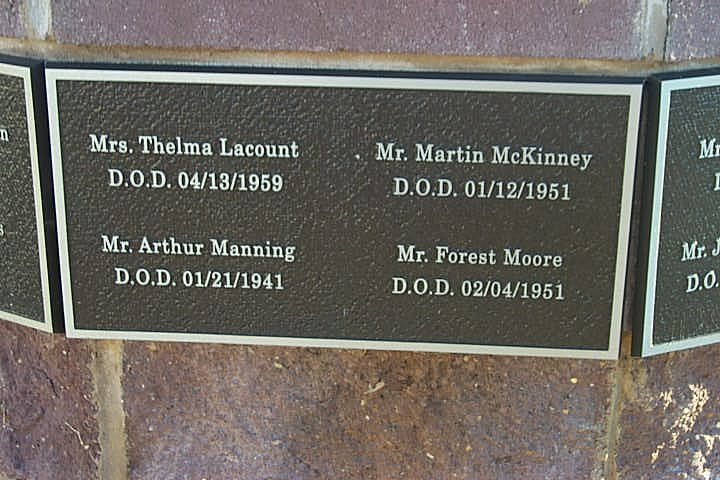 Mrs. Thelma Lacount
D.O.D. 04/13/1959
Mr. Arthur Manning
D.O.D. 01/21/1941
Mr. Martin McKinney
D.O.D. 01/12/1951
Mr. Forest Moore
D.O.D. 02/04/1951
Mr. J
D.O.